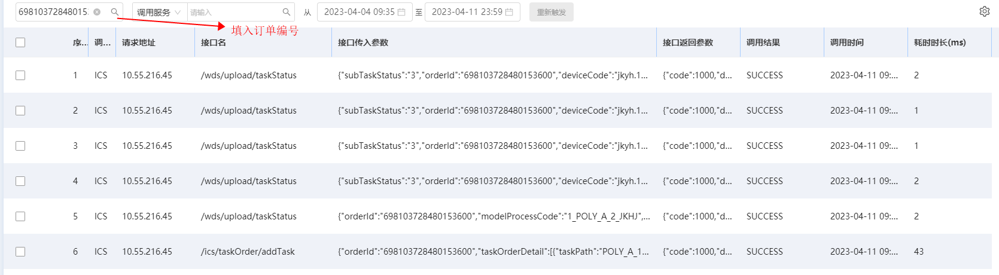 69810372848015: 调用服务 请输入 从 2023-04-04 09:35 至 2023-04-11 23:59 重新触发
填入订单编号
序... 调... 请求地址 接口名 接口传入参数 接口返回参数 调用结果 调用时间 耗时时长(ms)
1 ICS 10.55.216.45 /wds/upload/taskStatus {"subTaskStatus":"3","orderId":"698103728480153600","deviceCode":"jkyh.1... {"code":1000,"d... SUCCESS 2023-04-11 09:... 2
2 ICS 10.55.216.45 /wds/upload/taskStatus {"subTaskStatus":"3","orderId":"698103728480153600","deviceCode":"jkyh.1... {"code":1000,"d... SUCCESS 2023-04-11 09:... 1
3 ICS 10.55.216.45 /wds/upload/taskStatus {"subTaskStatus":"3","orderId":"698103728480153600","deviceCode":"jkyh.1... {"code":1000,"d... SUCCESS 2023-04-11 09:... 1
4 ICS 10.55.216.45 /wds/upload/taskStatus {"subTaskStatus":"3","orderId":"698103728480153600","deviceCode":"jkyh.1... {"code":1000,"d... SUCCESS 2023-04-11 09:... 2
5 ICS 10.55.216.45 /wds/upload/taskStatus {"orderId":"698103728480153600","modelProcessCode":"1_POLY_A_2_JKHJ",... {"code":1000,"d... SUCCESS 2023-04-11 09:... 2
6 ICS 10.55.216.45 /ics/taskOrder/addTask {"orderId":"698103728480153600","taskOrderDetail":[{"taskPath":"POLY_A_1... {"code":1000,"d... SUCCESS 2023-04-11 09:... 43